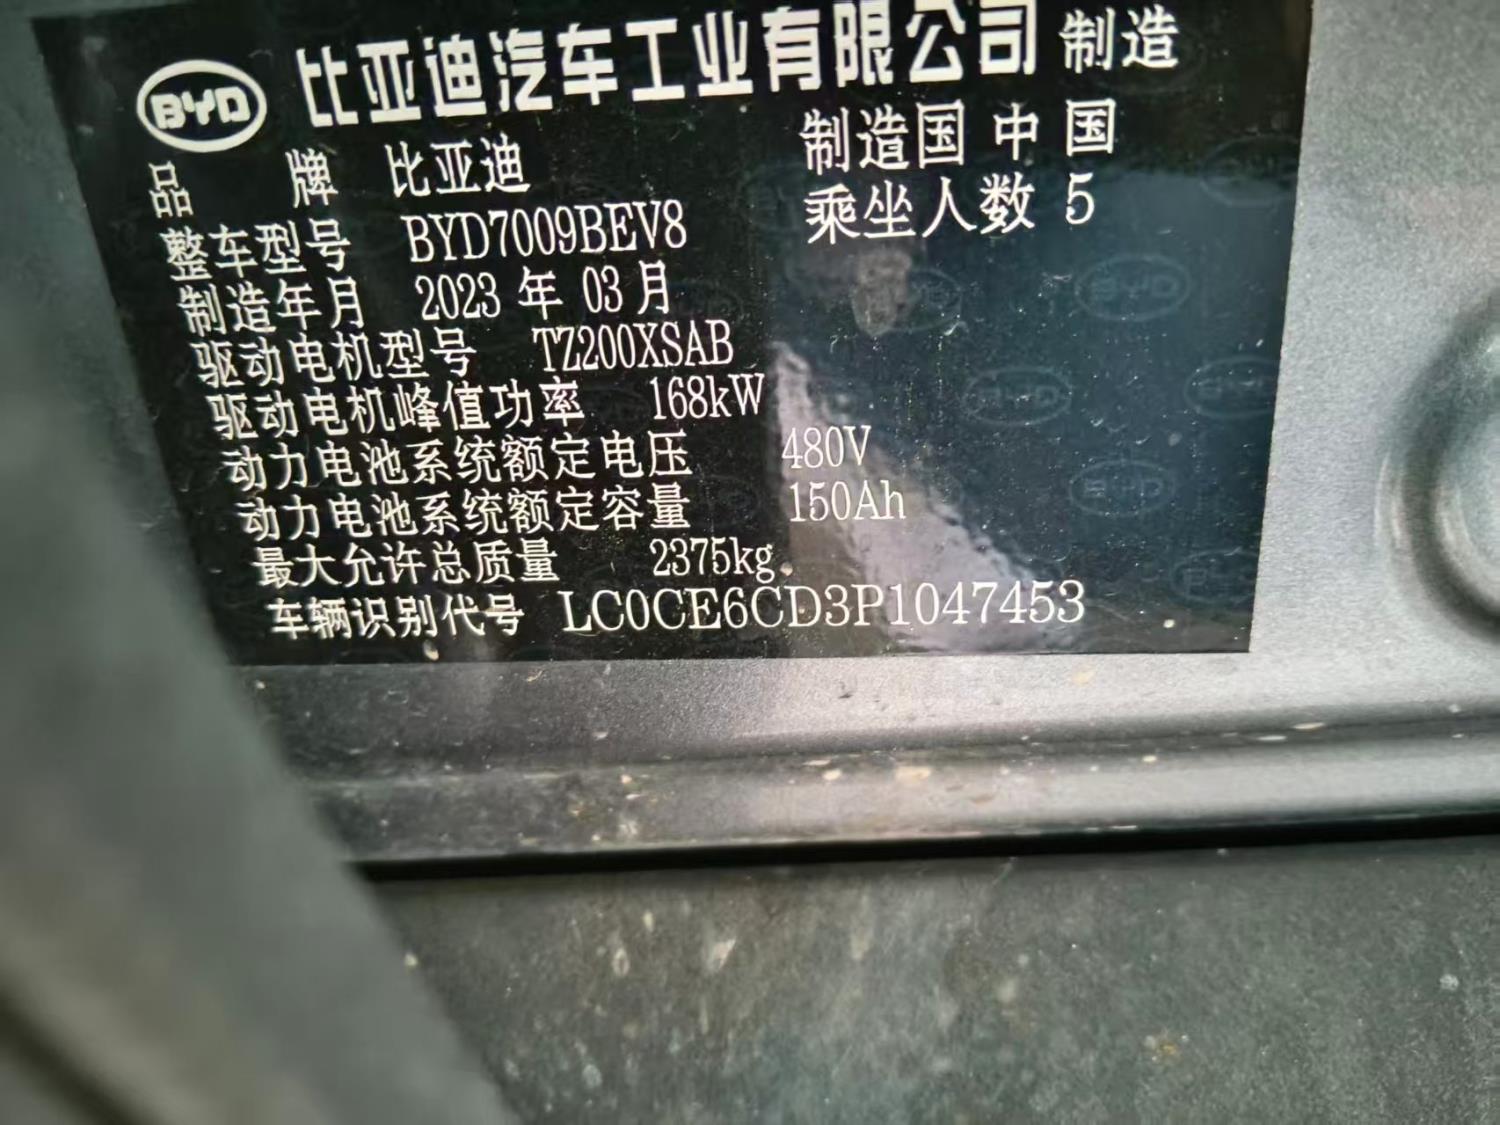 BYD 比亚迪汽车工业有限公司 制造
品 牌 比亚迪 制造国 中国
整车型号 BYD7009BEV8 乘坐人数 5
制造年月 2023 年 03 月
驱动电机型号 TZ200XSAB
驱动电机峰值功率 168kW
动力电池系统额定电压 480V
动力电池系统额定容量 150Ah
最大允许总质量 2375kg
车辆识别代号 LC0CE6CD3P1047453